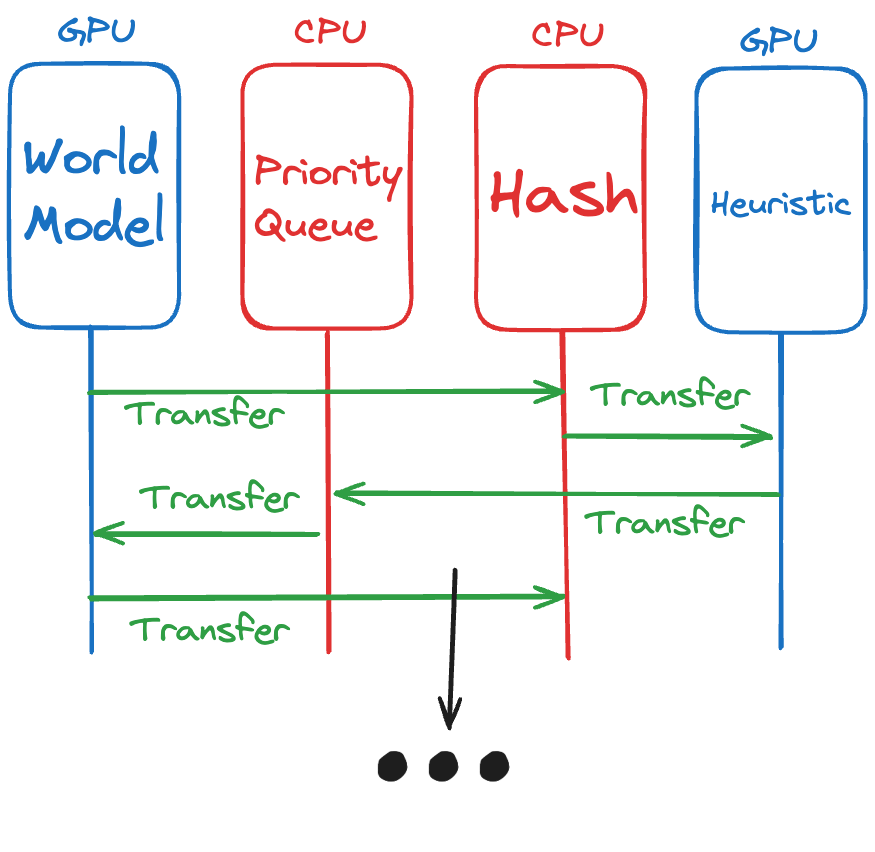 GPU
CPU
CPU
GPU
World
Model
Priority
Queue
Hash
Heuristic
Transfer
Transfer
Transfer
Transfer
Transfer